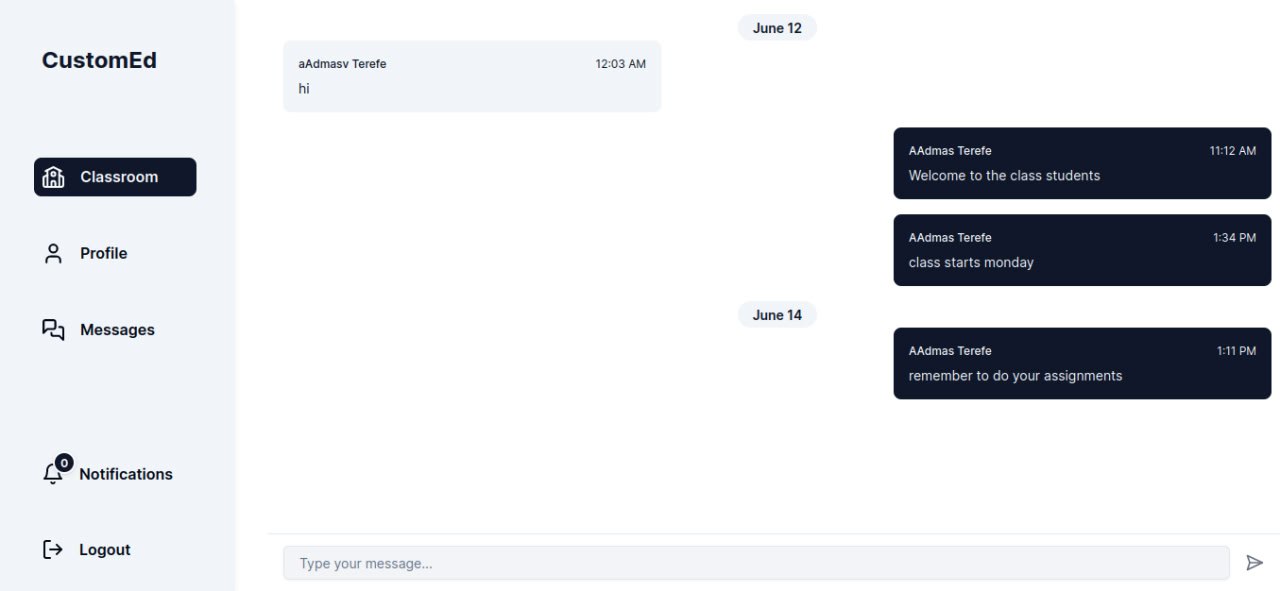 CustomEd
Classroom
Profile
Messages
0
Notifications
Logout
June 12
aAdmasv Terefe 12:03 AM
hi
AAdmas Terefe 11:12 AM
Welcome to the class students
AAdmas Terefe 1:34 PM
class starts monday
June 14
AAdmas Terefe 1:11 PM
remember to do your assignments
Type your message...